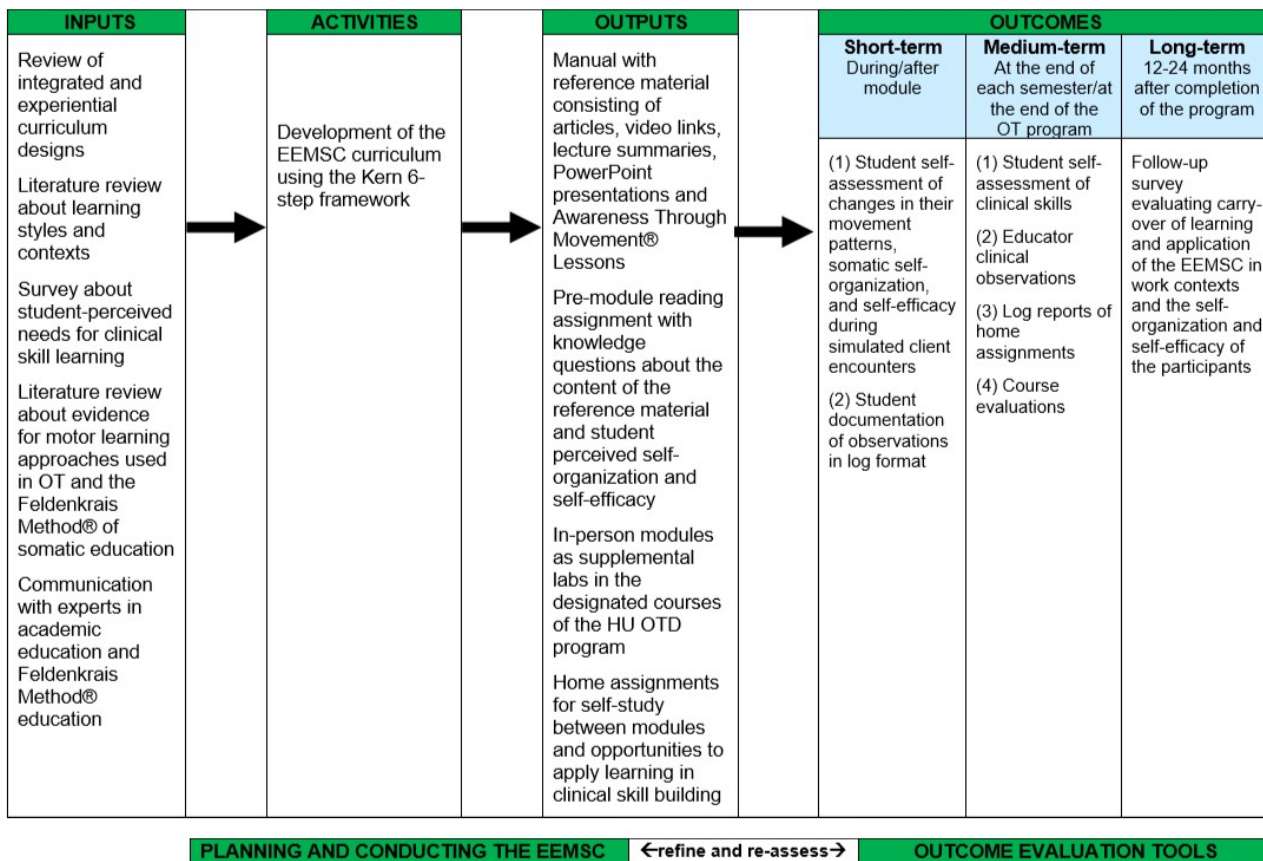 INPUTS
Review of
integrated and
experiential
curriculum
designs
Literature review
about learning
styles and
contexts
Survey about
student-perceived
needs for clinical
skill learning
Literature review
about evidence
for motor learning
approaches used
in OT and the
Feldenkrais
Method® of
somatic education
Communication
with experts in
academic
education and
Feldenkrais
Method®
education
ACTIVITIES
Development of the
EEMSC curriculum
using the Kern 6-
step framework
OUTPUTS
Manual with
reference material
consisting of
articles, video links,
lecture summaries,
PowerPoint
presentations and
Awareness Through
Movement®
Lessons
Pre-module reading
assignment with
knowledge
questions about the
content of the
reference material
and student
perceived self-
organization and
self-efficacy
In-person modules
as supplemental
labs in the
designated courses
of the HU OTD
program
Home assignments
for self-study
between modules
and opportunities to
apply learning in
clinical skill building
OUTCOMES
Short-term
During/after
module
(1) Student self-
assessment of
changes in their
movement
patterns,
somatic self-
organization,
and self-efficacy
during
simulated client
encounters
(2) Student
documentation
of observations
in log format
Medium-term
At the end of
each semester/at
the end of the
OT program
(1) Student self-
assessment of
clinical skills
(2) Educator
clinical
observations
(3) Log reports of
home
assignments
(4) Course
evaluations
Long-term
12-24 months
after completion
of the program
Follow-up
survey
evaluating carry-
over of learning
and application
of the EEMSC in
work contexts
and the self-
organization and
self-efficacy of
the participants
PLANNING AND CONDUCTING THE EEMSC
←refine and re-assess→
OUTCOME EVALUATION TOOLS